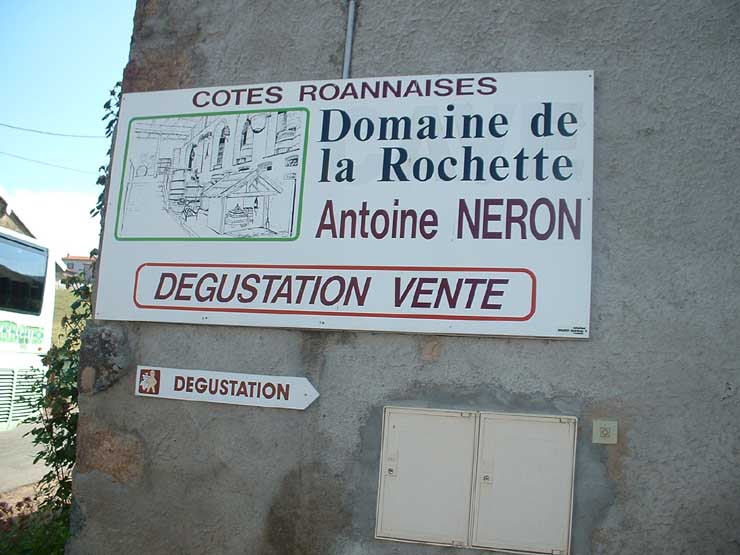 COTES ROANNAISES
Domaine de
la Rochette
Antoine NERON
DEGUSTATION VENTE
DEGUSTATION